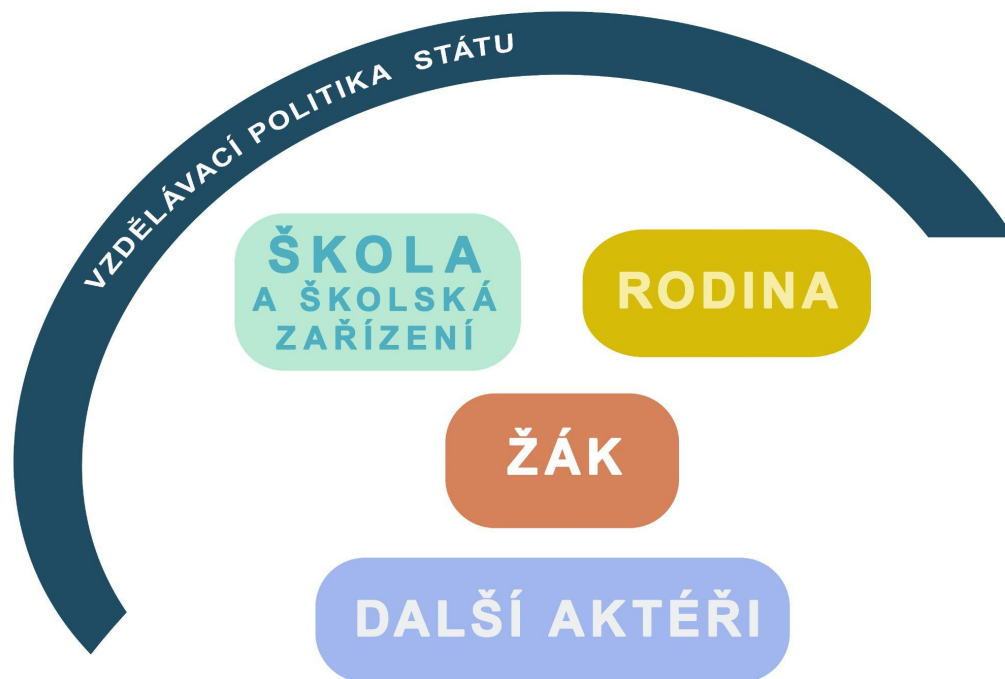 VZDĚLÁVACÍ POLITIKA STÁTU
ŠKOLA
A ŠKOLSKÁ
ZAŘÍZENÍ
RODINA
ŽÁK
DALŠÍ AKTÉŘI